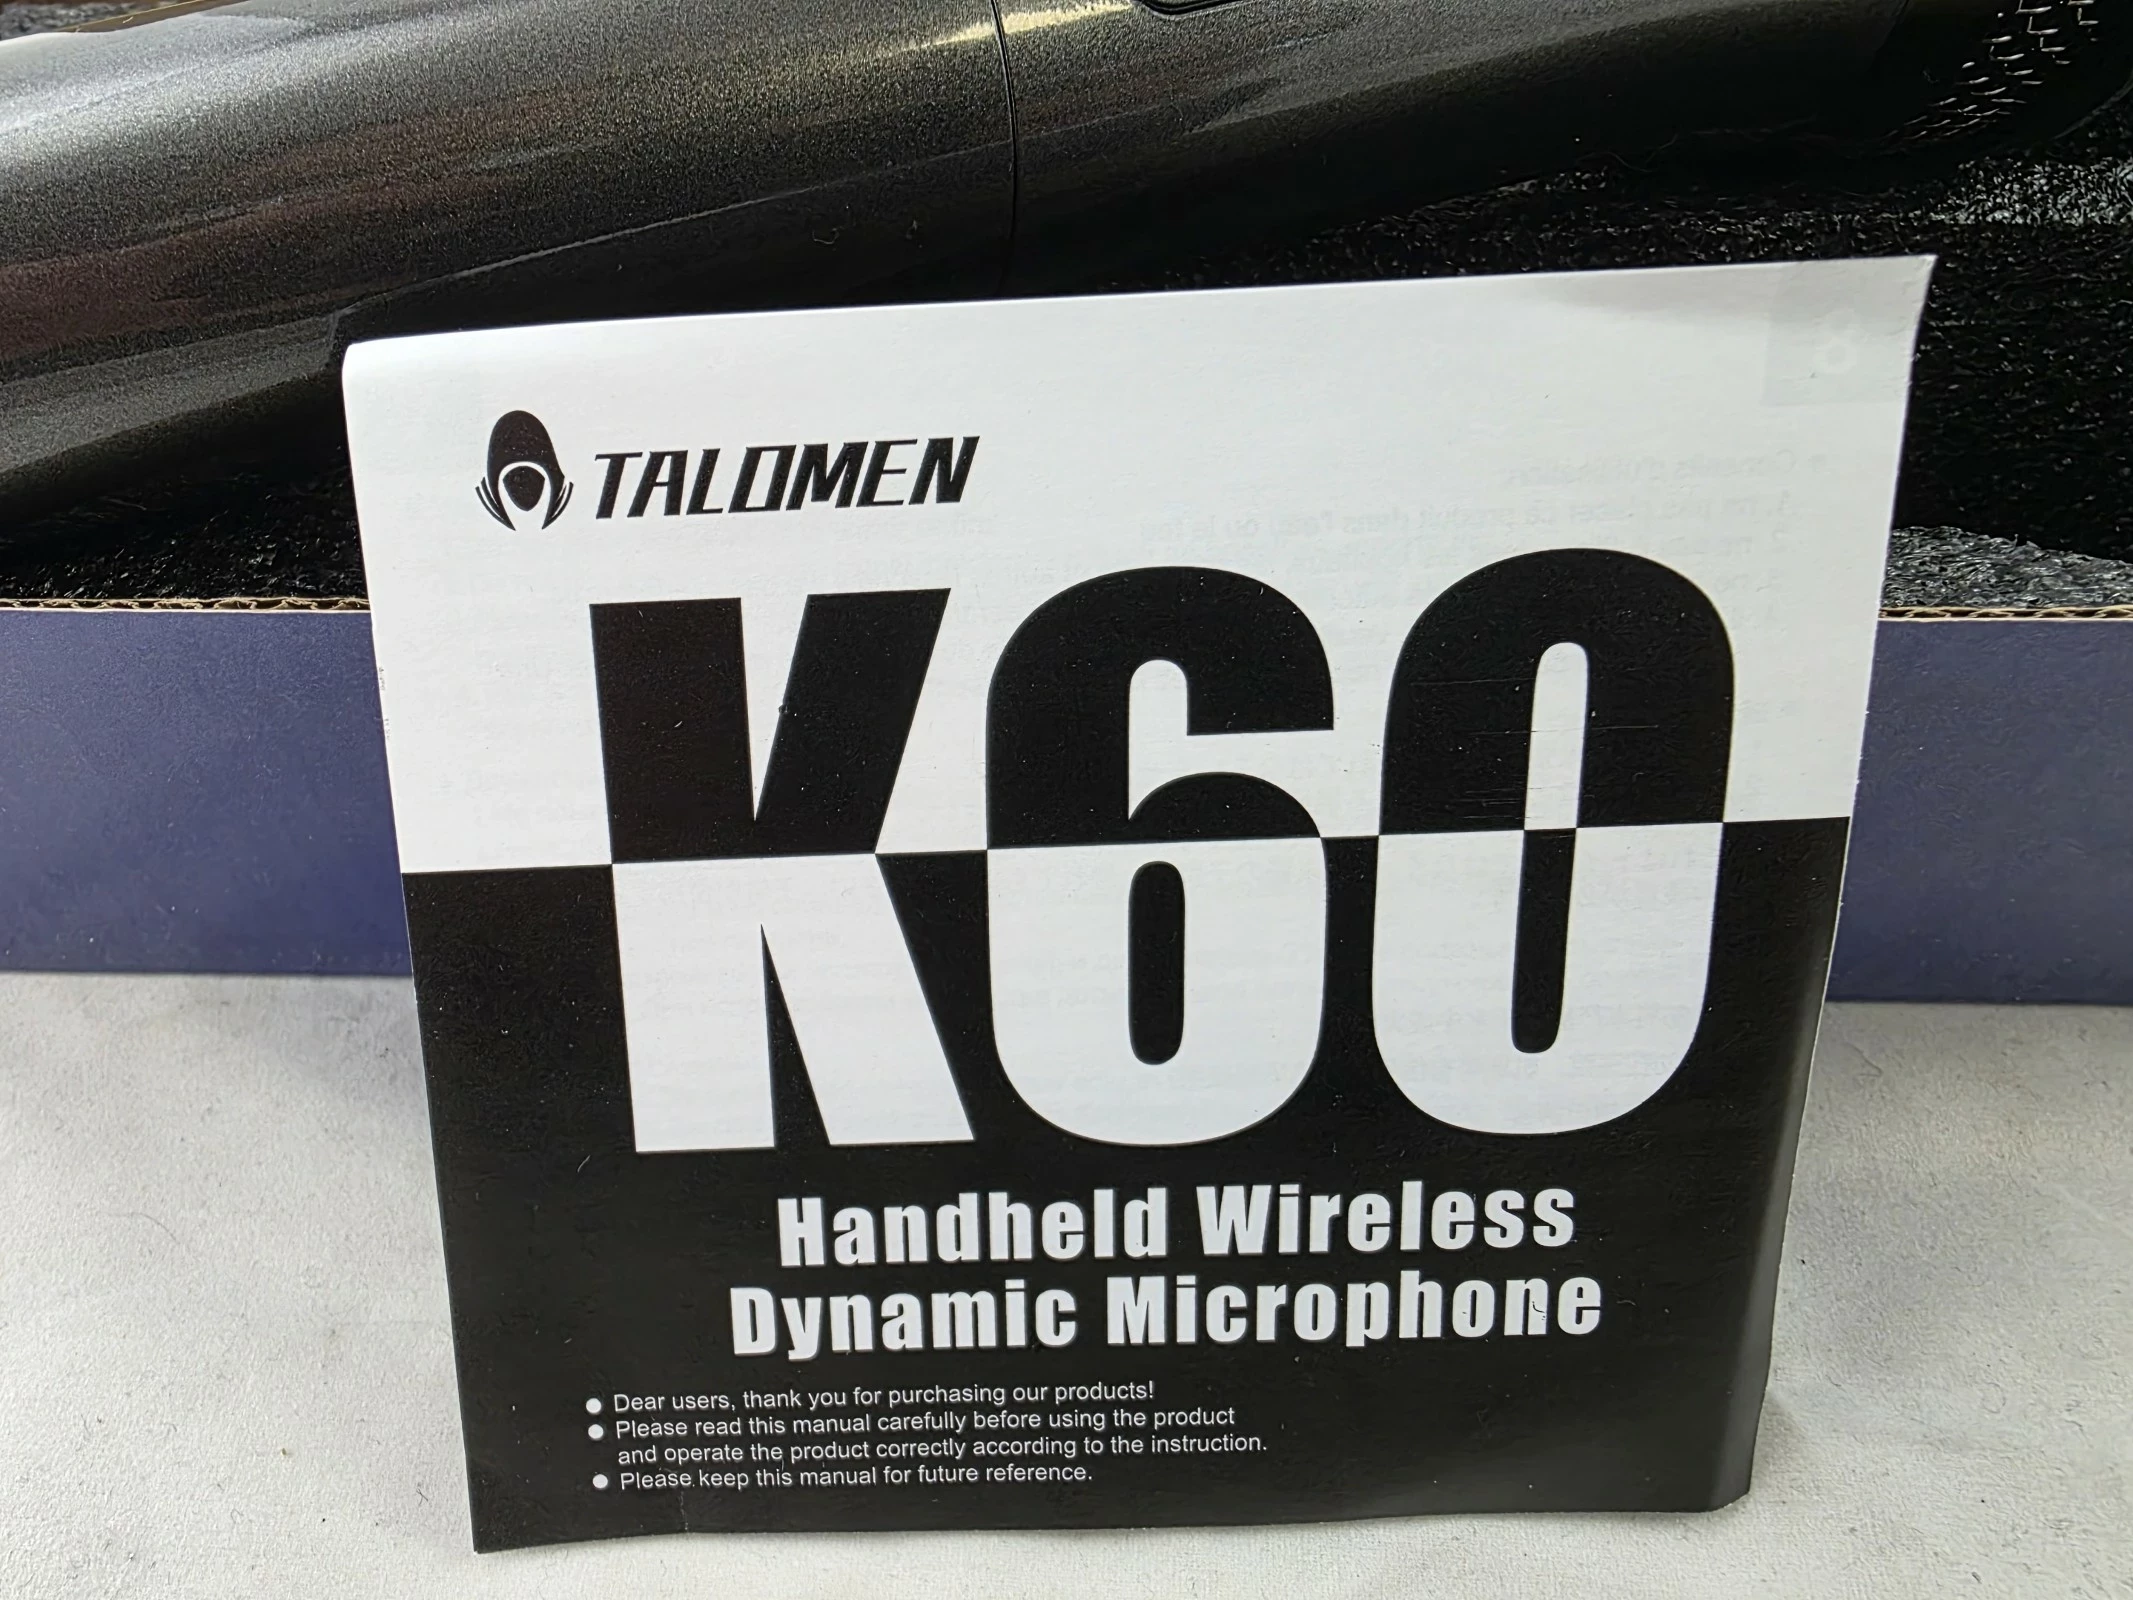 TALOMEN
K60
Handheld Wireless
Dynamic Microphone
● Dear users, thank you for purchasing our products!
● Please read this manual carefully before using the product
and operate the product correctly according to the instruction.
● Please keep this manual for future reference.